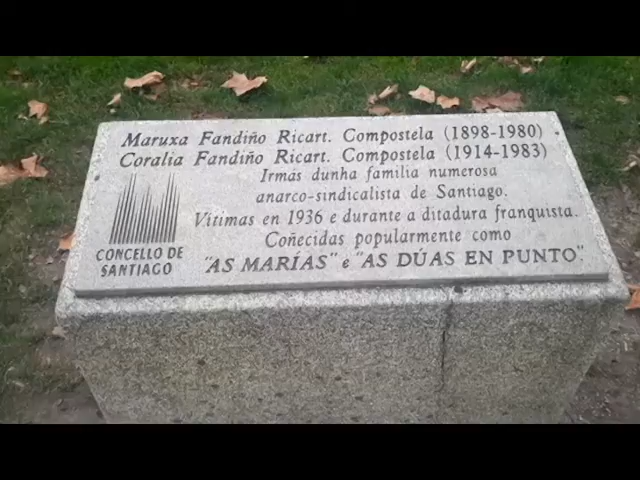 Maruxa Fandiño Ricart. Compostela (1898-1980)
Coralia Fandiño Ricart. Compostela (1914-1983)
Irmás dunha familia numerosa
anarco-sindicalista de Santiago.
Vítimas en 1936 e durante a ditadura franquista.
Coñecidas popularmente como
"AS MARÍAS" e "AS DÚAS EN PUNTO".
CONCELLO DE
SANTIAGO